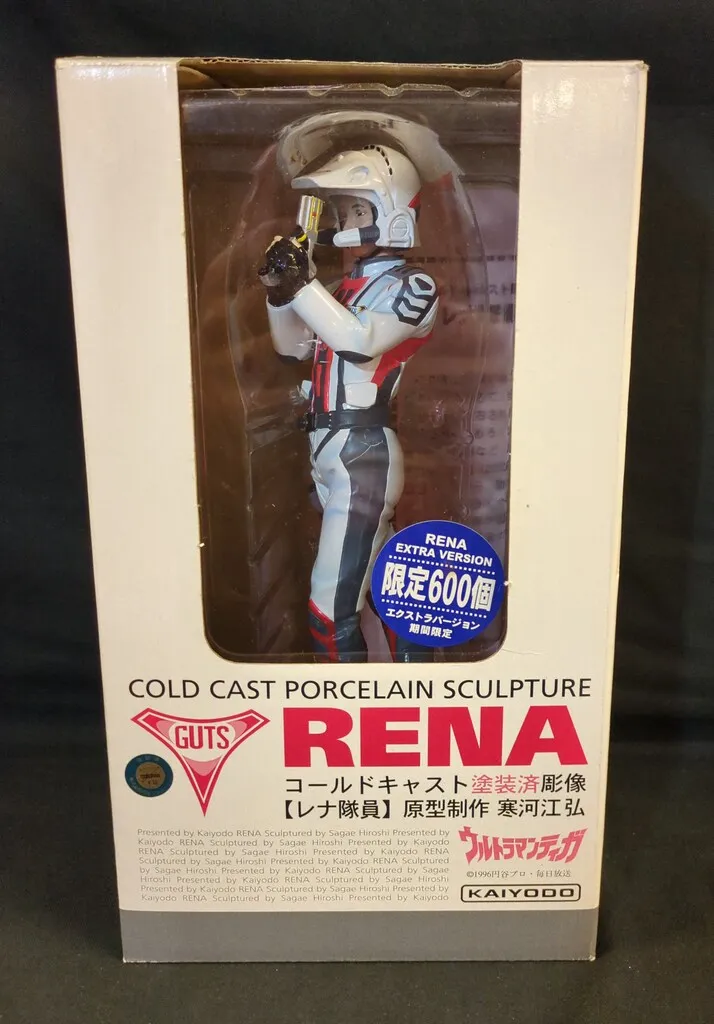 RENA
EXTRA VERSION
限定600個
エクストラバージョン
期間限定
COLD CAST PORCELAIN SCULPTURE
GUTS
RENA
コールドキャスト塗装済彫像
【レナ隊員】原型制作 寒河江 弘
Presented by Kaiyodo RENA Sculptured by Sagae Hiroshi Presented by
Kaiyodo RENA Sculptured by Sagae Hiroshi Presented by Kaiyodo
RENA Sculptured by Sagae Hiroshi Presented by Kaiyodo RENA
Sculptured by Sagae Hiroshi Presented by Kaiyodo RENA Sculptured
by Sagae Hiroshi Presented by Kaiyodo RENA Sculptured by Sagae
Hiroshi Presented by Kaiyodo RENA Sculptured by Sagae Hiroshi
Presented by Kaiyodo RENA Sculptured by Sagae Hiroshi Presented
by Kaiyodo RENA Sculptured by Sagae Hiroshi Presented by Kaiyodo
ウルトラマンティガ
©1996円谷プロ・毎日放送
KAIYODO